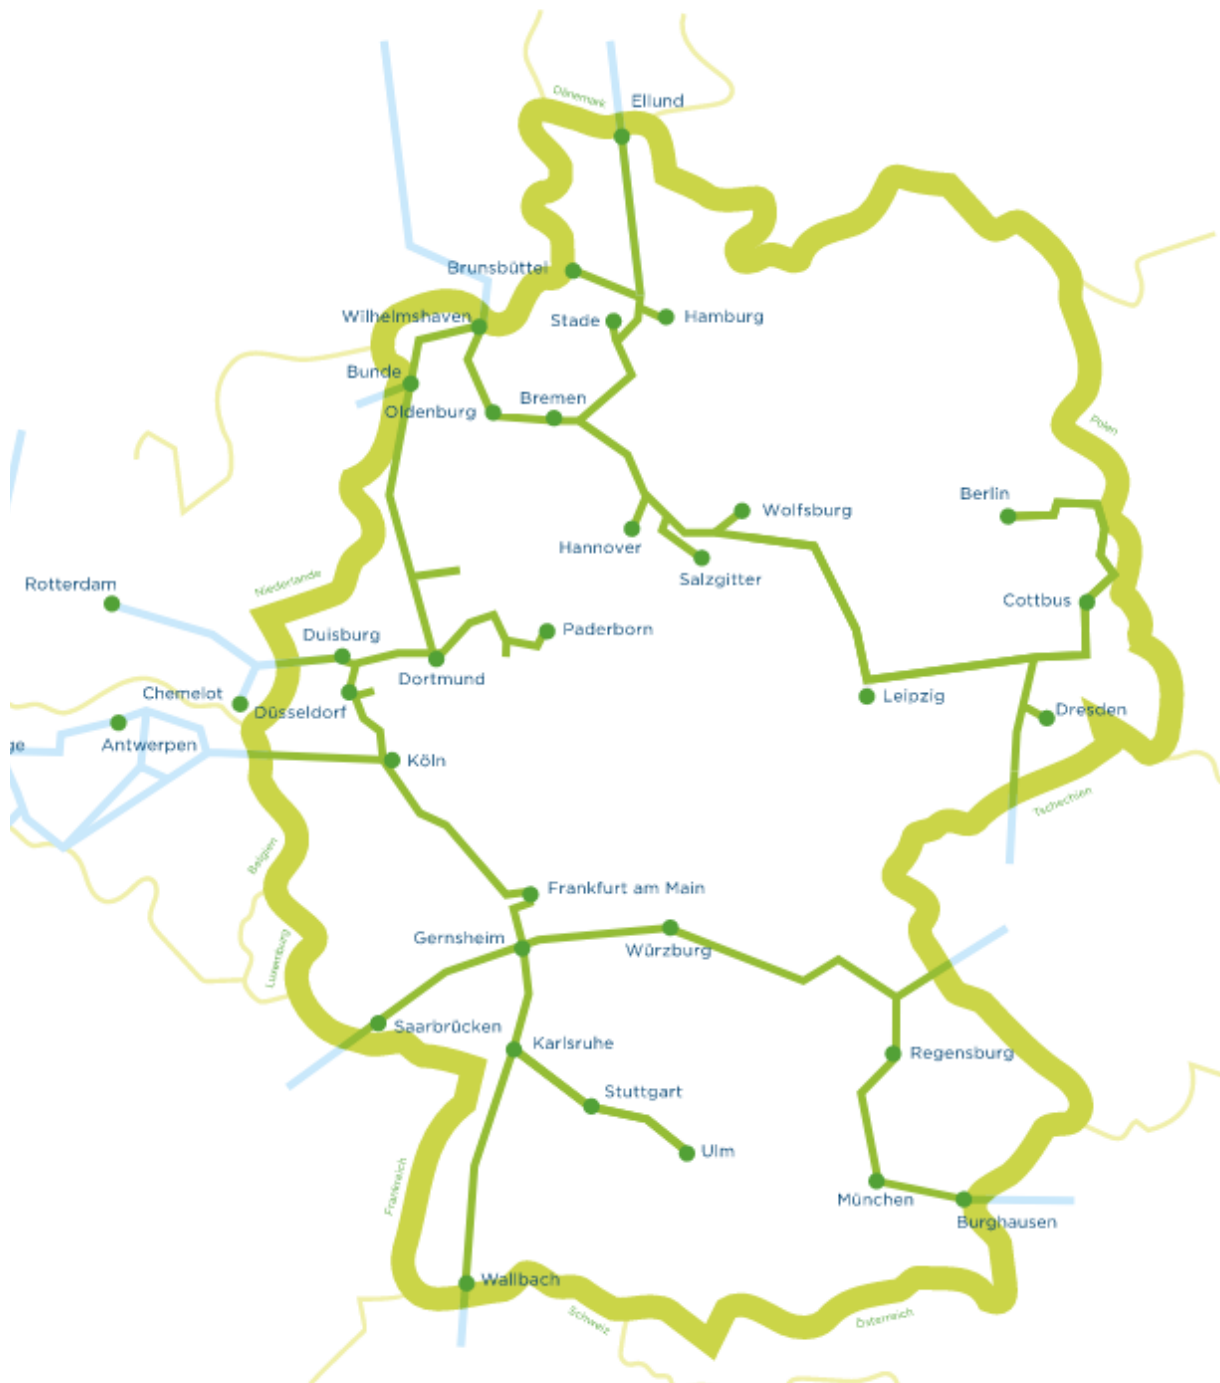 Dänemark
Ellund
Brunsbüttel
Wilhelmshaven
Stade
Hamburg
Bunde
Bremen
Oldenburg
Polen
Berlin
Wolfsburg
Hannover
Salzgitter
Niederlande
Rotterdam
Cottbus
Duisburg
Paderborn
Dortmund
Chemelot
Düsseldorf
Leipzig
Dresden
ge
Antwerpen
Köln
Tschechien
Belgien
Frankfurt am Main
Gernsheim
Würzburg
Luxemburg
Saarbrücken
Karlsruhe
Regensburg
Stuttgart
Ulm
Frankreich
München
Burghausen
Wallbach
Schweiz
Österreich